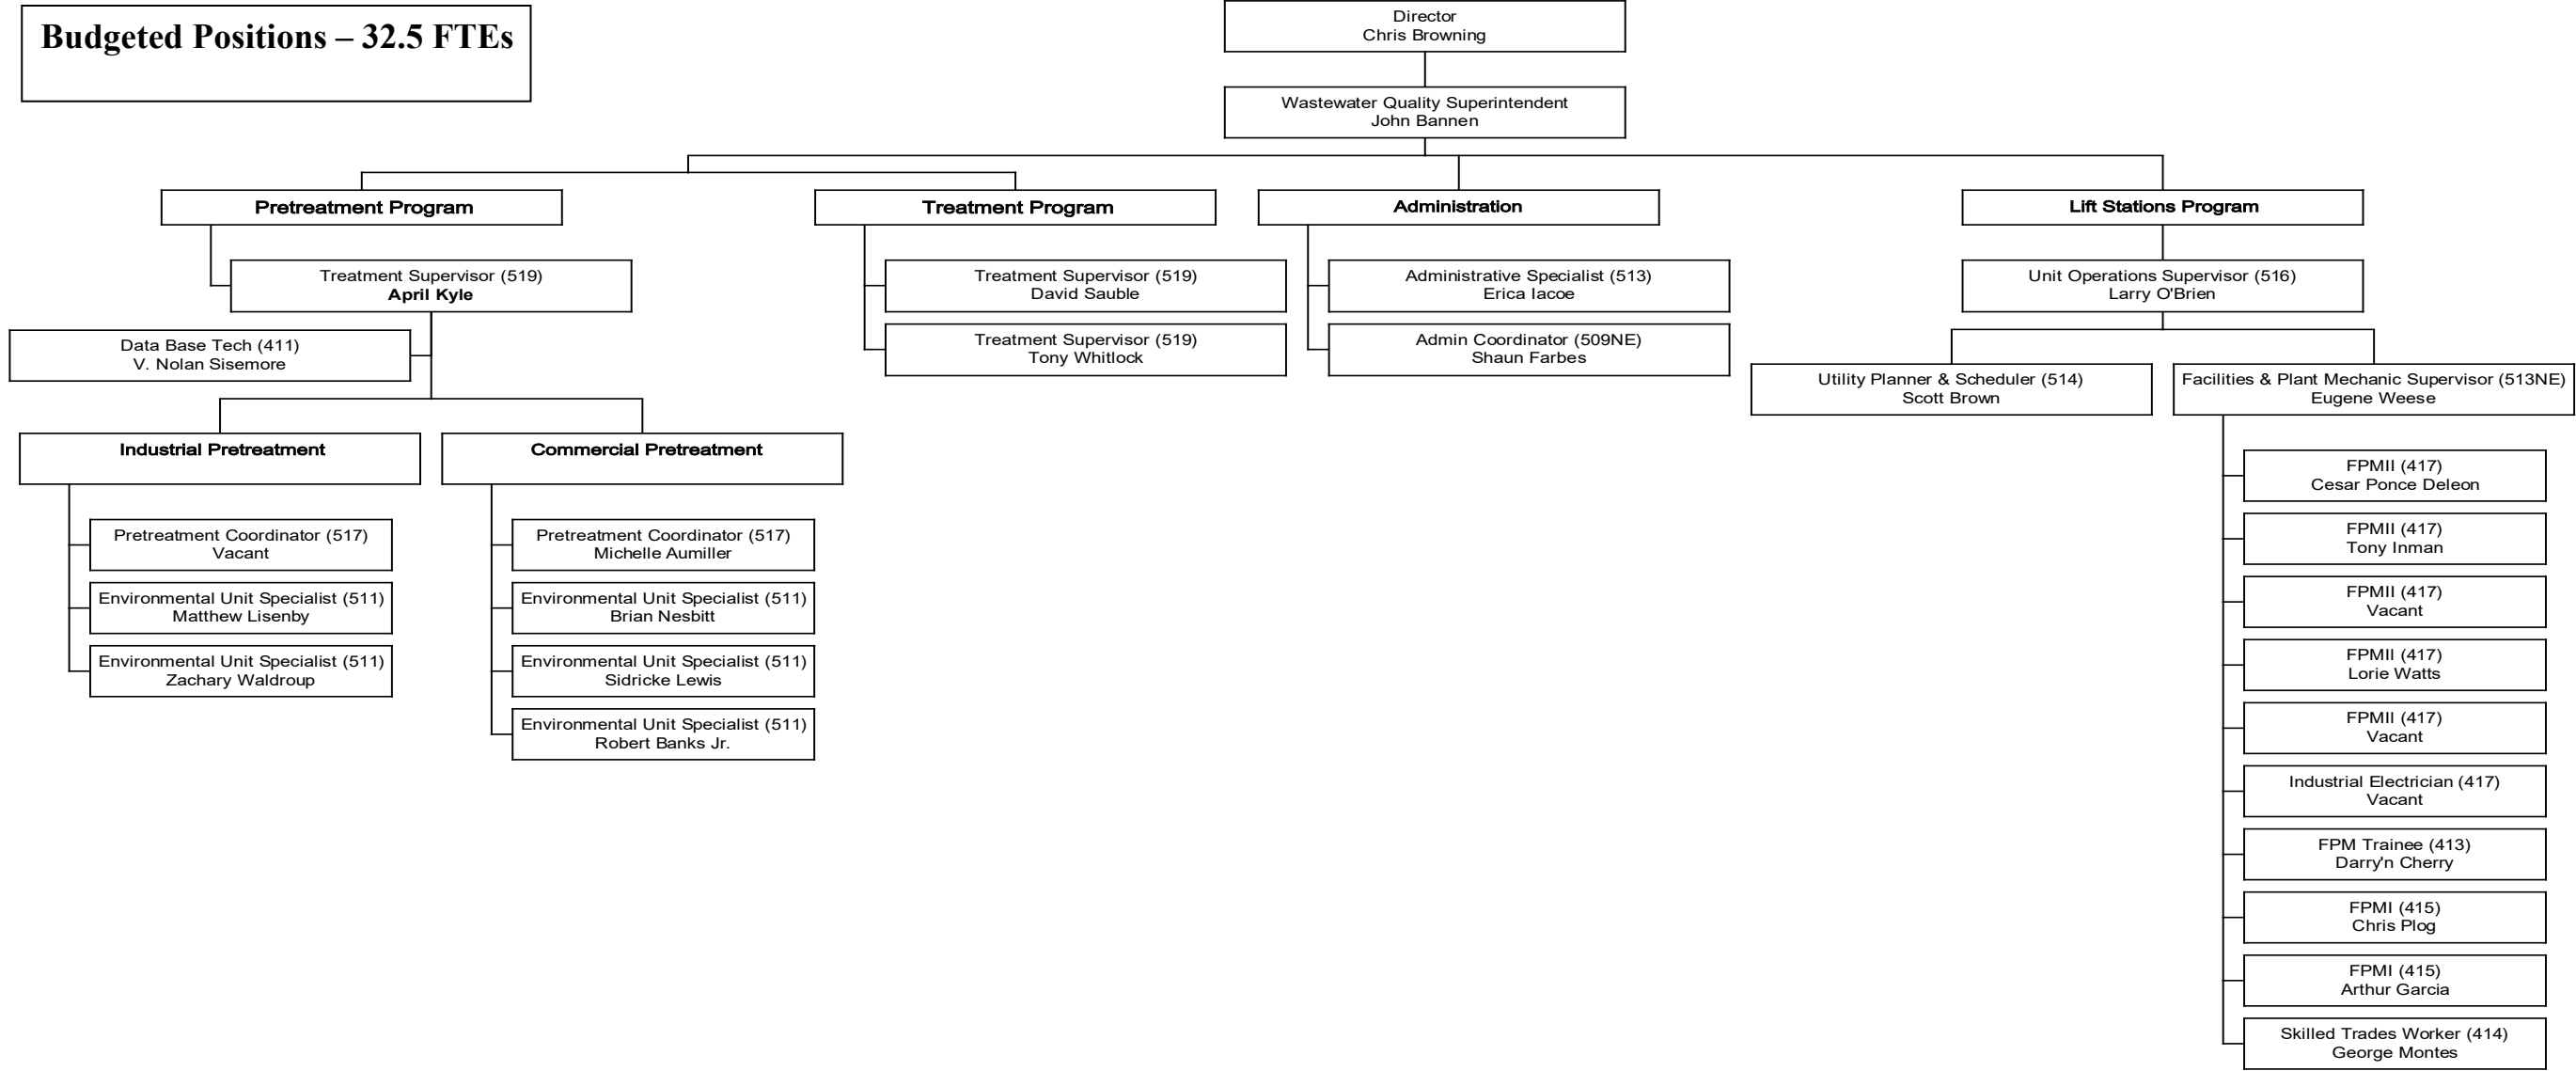 Budgeted Positions – 32.5 FTEs
Director
Chris Browning
Wastewater Quality Superintendent
John Bannen
Pretreatment Program
Treatment Supervisor (519)
April Kyle
Data Base Tech (411)
V. Nolan Sisemore
Industrial Pretreatment
Pretreatment Coordinator (517)
Vacant
Environmental Unit Specialist (511)
Matthew Lisenby
Environmental Unit Specialist (511)
Zachary Waldroup
Commercial Pretreatment
Pretreatment Coordinator (517)
Michelle Aumiller
Environmental Unit Specialist (511)
Brian Nesbitt
Environmental Unit Specialist (511)
Sidricke Lewis
Environmental Unit Specialist (511)
Robert Banks Jr.
Treatment Program
Treatment Supervisor (519)
David Sauble
Treatment Supervisor (519)
Tony Whitlock
Administration
Administrative Specialist (513)
Erica Iacoe
Admin Coordinator (509NE)
Shaun Farbes
Lift Stations Program
Unit Operations Supervisor (516)
Larry O'Brien
Utility Planner & Scheduler (514)
Scott Brown
Facilities & Plant Mechanic Supervisor (513NE)
Eugene Weese
FPMII (417)
Cesar Ponce Deleon
FPMII (417)
Tony Inman
FPMII (417)
Vacant
FPMII (417)
Lorie Watts
FPMII (417)
Vacant
Industrial Electrician (417)
Vacant
FPM Trainee (413)
Darry'n Cherry
FPMI (415)
Chris Plog
FPMI (415)
Arthur Garcia
Skilled Trades Worker (414)
George Montes